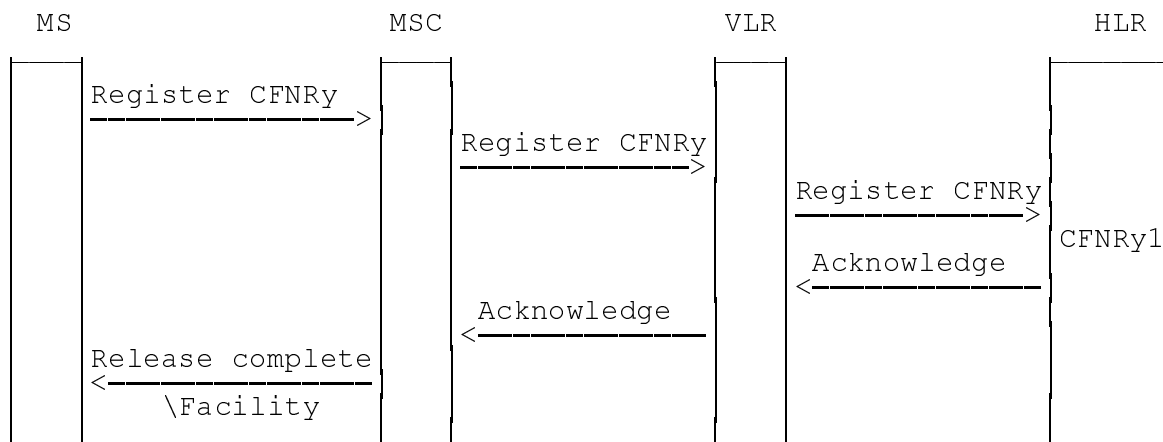 MS MSC VLR HLR
Register CFNRy
Register CFNRy
Register CFNRy
CFNRy1
Acknowledge
Acknowledge
Release complete
\Facility